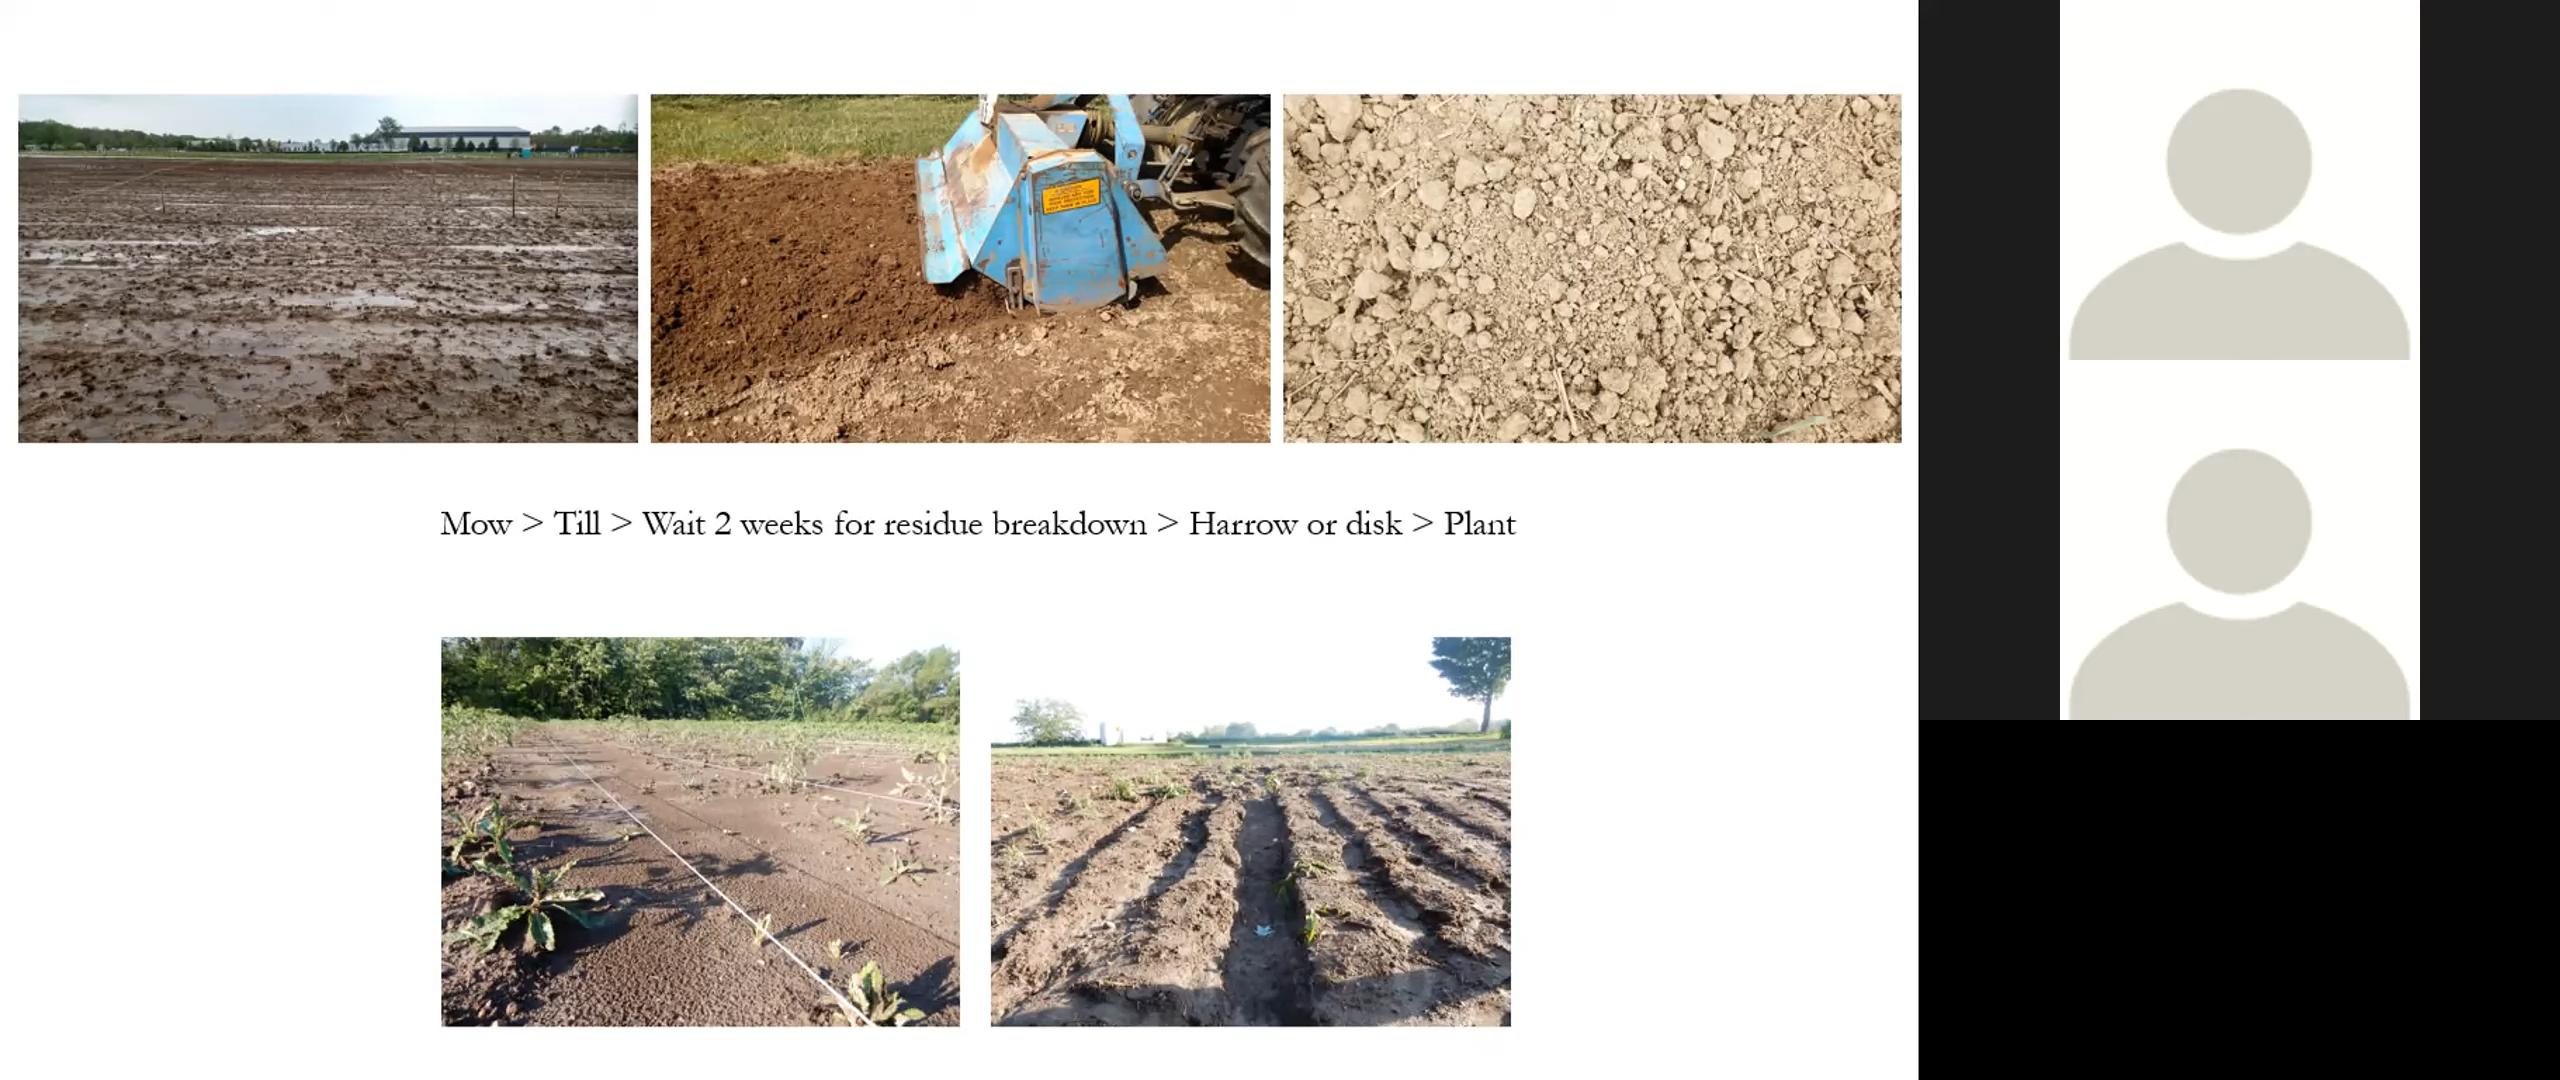 Mow > Till > Wait 2 weeks for residue breakdown > Harrow or disk > Plant